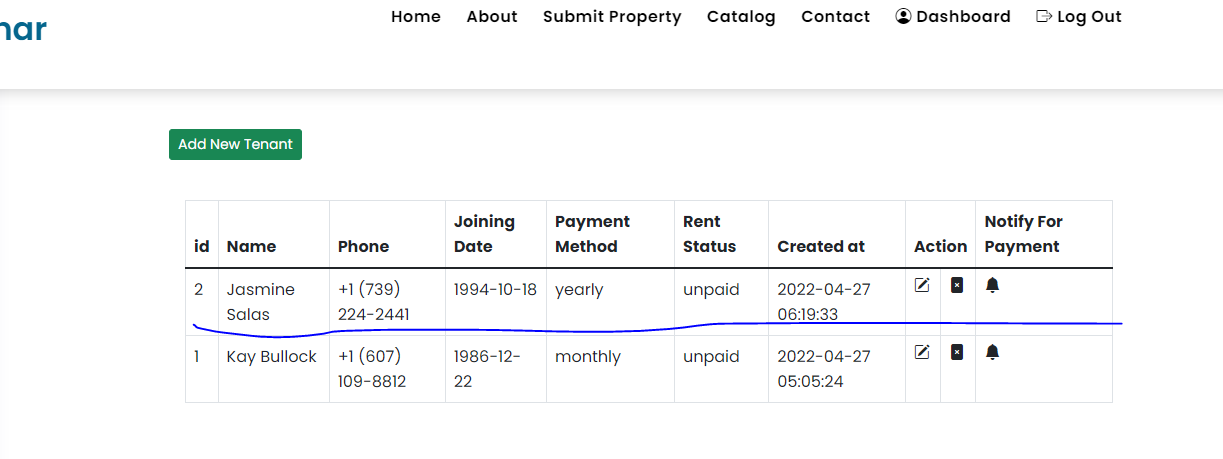 Home About Submit Property Catalog Contact Dashboard Log Out
Add New Tenant
id Name Phone Joining Date Payment Method Rent Status Created at Action Notify For Payment
2 Jasmine Salas +1 (739) 224-2441 1994-10-18 yearly unpaid 2022-04-27 06:19:33
1 Kay Bullock +1 (607) 109-8812 1986-12-22 monthly unpaid 2022-04-27 05:05:24